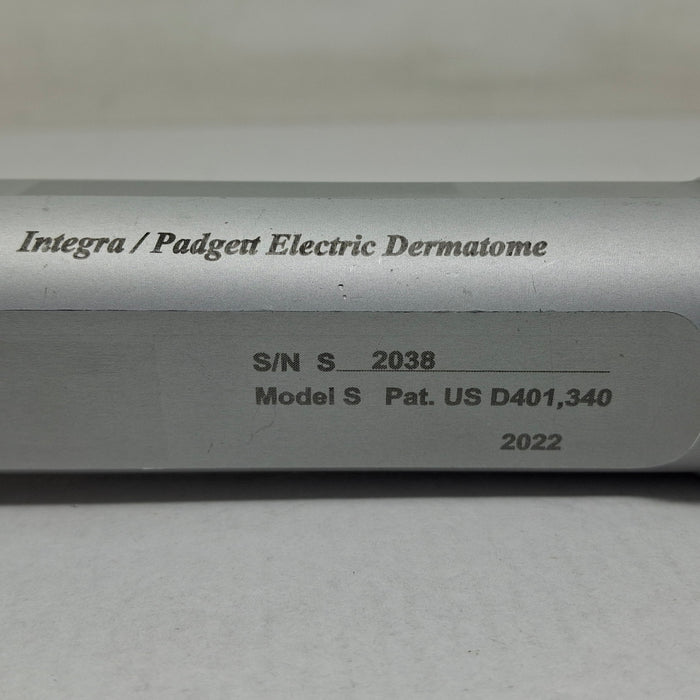 Integra / Padgett Electric Dermatome
S/N S 2038
Model S Pat. US D401,340
2022